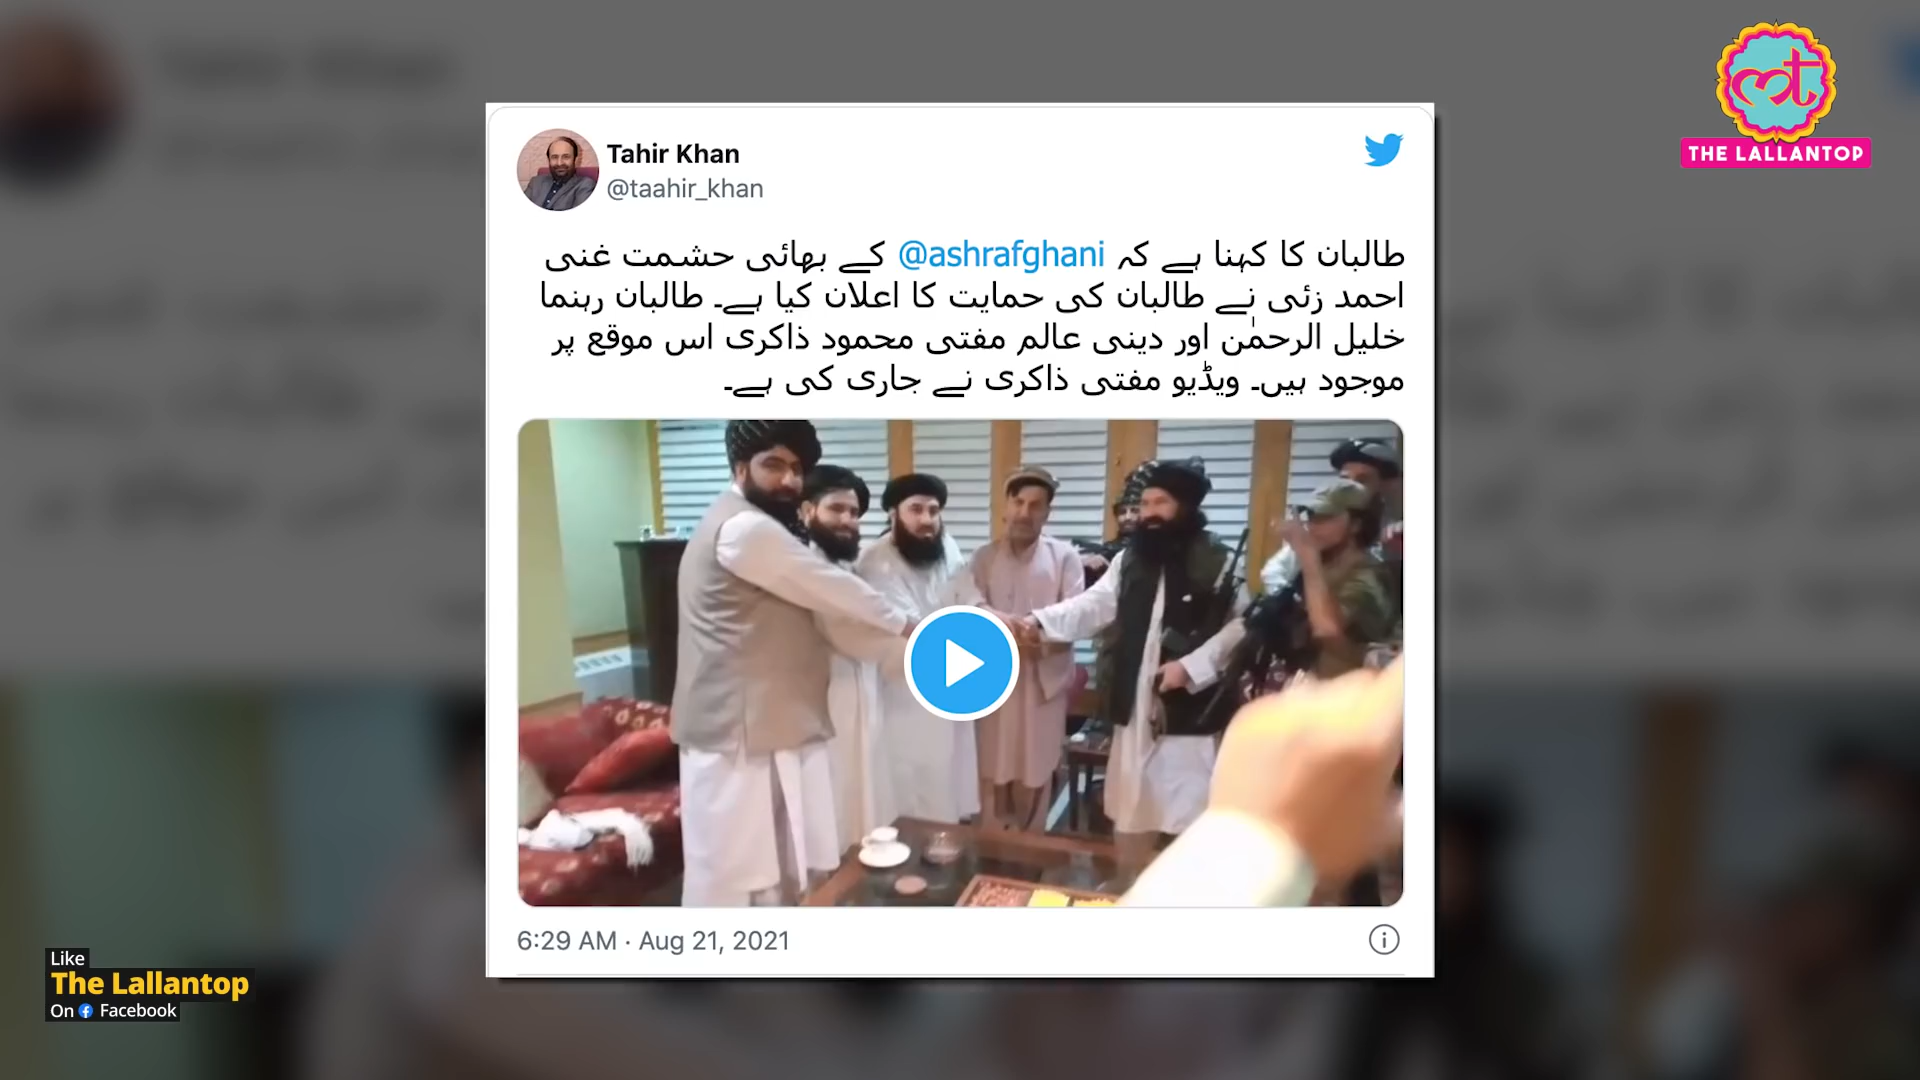 THE LALLANTOP
Tahir Khan
@taahir_khan
طالبان کا کہنا ہے کہ @ashrafghani کے بھائی حشمت غنی
احمد زئی نے طالبان کی حمایت کا اعلان کیا ہے۔ طالبان رہنما
خلیل الرحمٰن اور دینی عالم مفتی محمود ذاکری اس موقع پر
موجود ہیں۔ ویڈیو مفتی ذاکری نے جاری کی ہے۔
6:29 AM · Aug 21, 2021
Like
The Lallantop
On Facebook